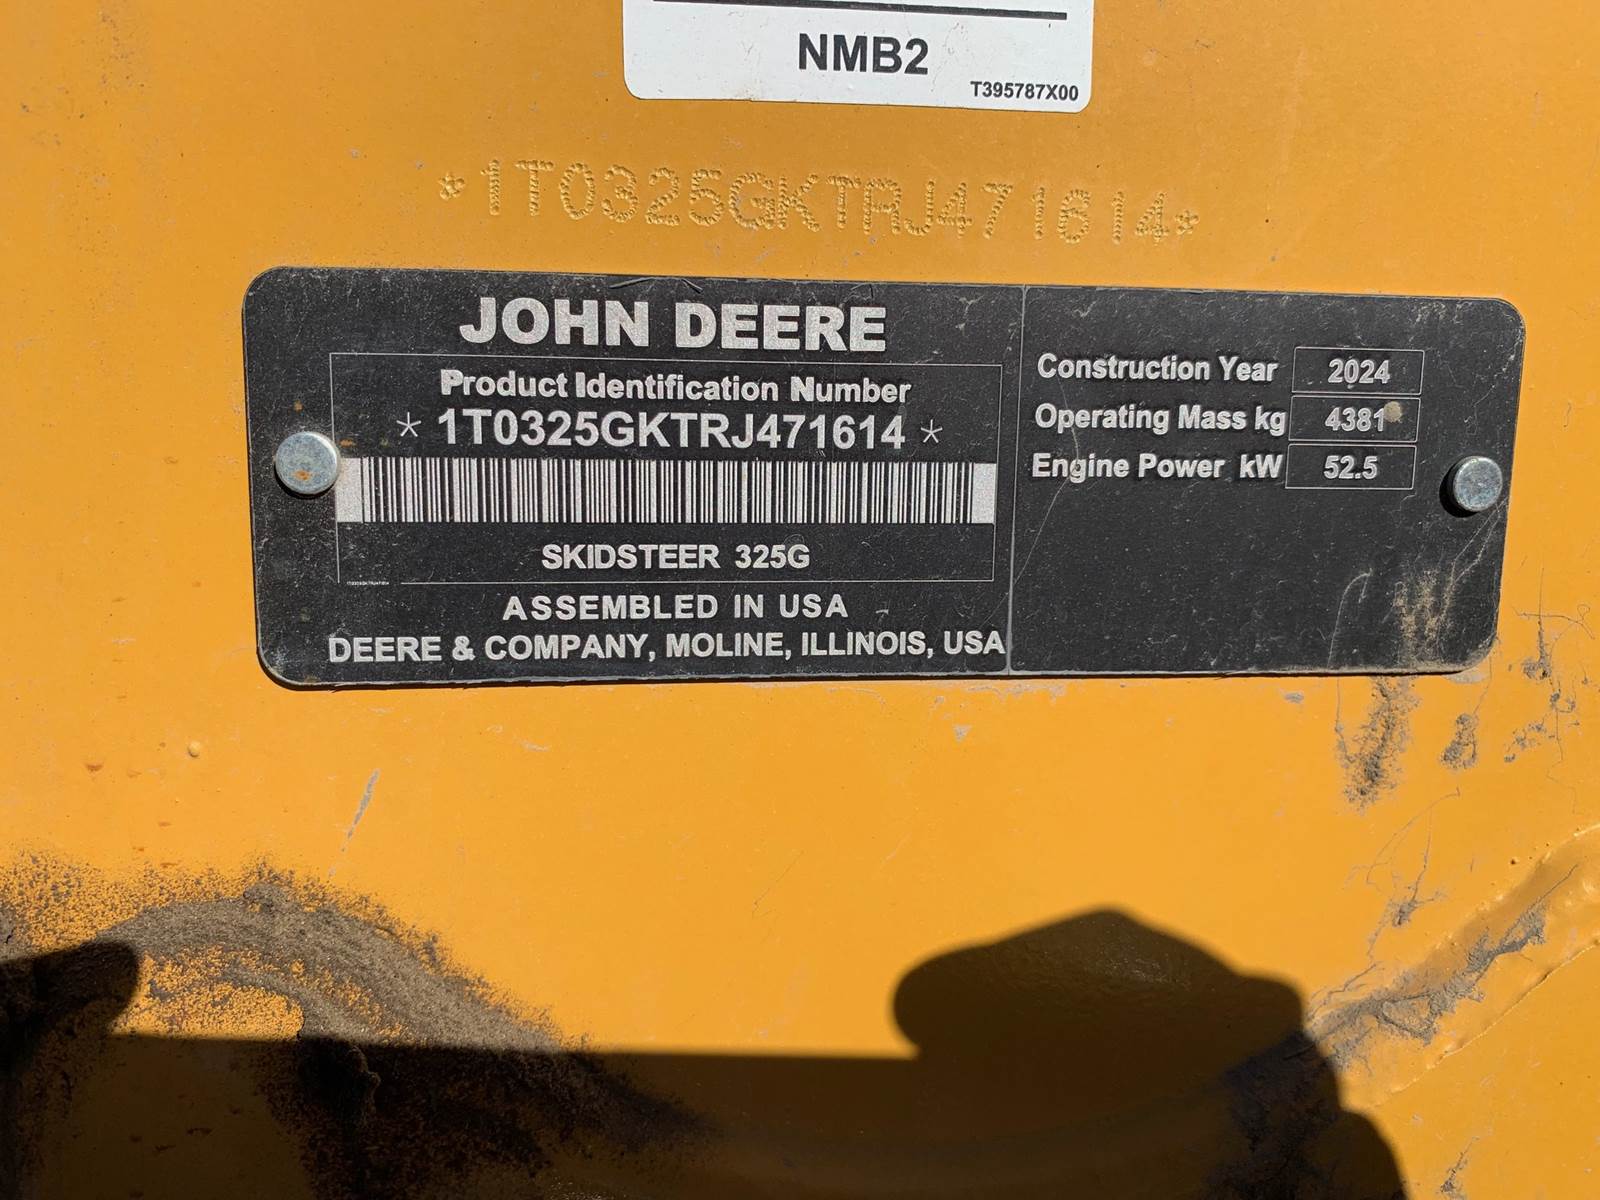 NMB2
T395787X00
*1T0325GKTRJ471614*
JOHN DEERE
Product Identification Number
* 1T0325GKTRJ471614 *
SKIDSTEER 325G
1T0325GKTRJ471614
ASSEMBLED IN USA
DEERE & COMPANY, MOLINE, ILLINOIS, USA
Construction Year 2024
Operating Mass kg 4381
Engine Power kW 52.5